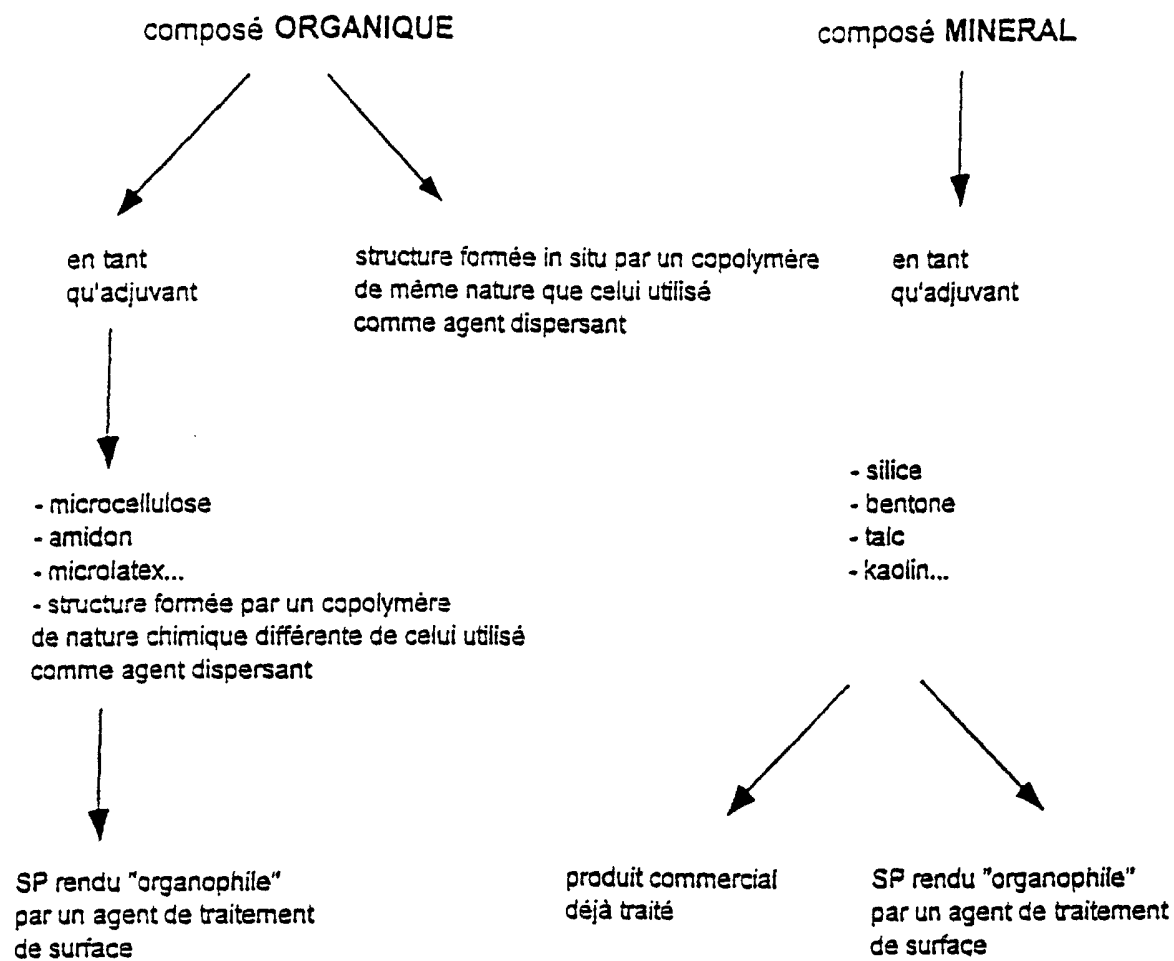 composé ORGANIQUE
composé MINERAL
en tant
qu'adjuvant
structure formée in situ par un copolymère
de même nature que celui utilisé
comme agent dispersant
en tant
qu'adjuvant
- microcellulose
- amidon
- microlatex...
- structure formée par un copolymère
de nature chimique différente de celui utilisé
comme agent dispersant
- silice
- bentone
- talc
- kaolin...
SP rendu "organophile"
par un agent de traitement
de surface
produit commercial
déjà traité
SP rendu "organophile"
par un agent de traitement
de surface